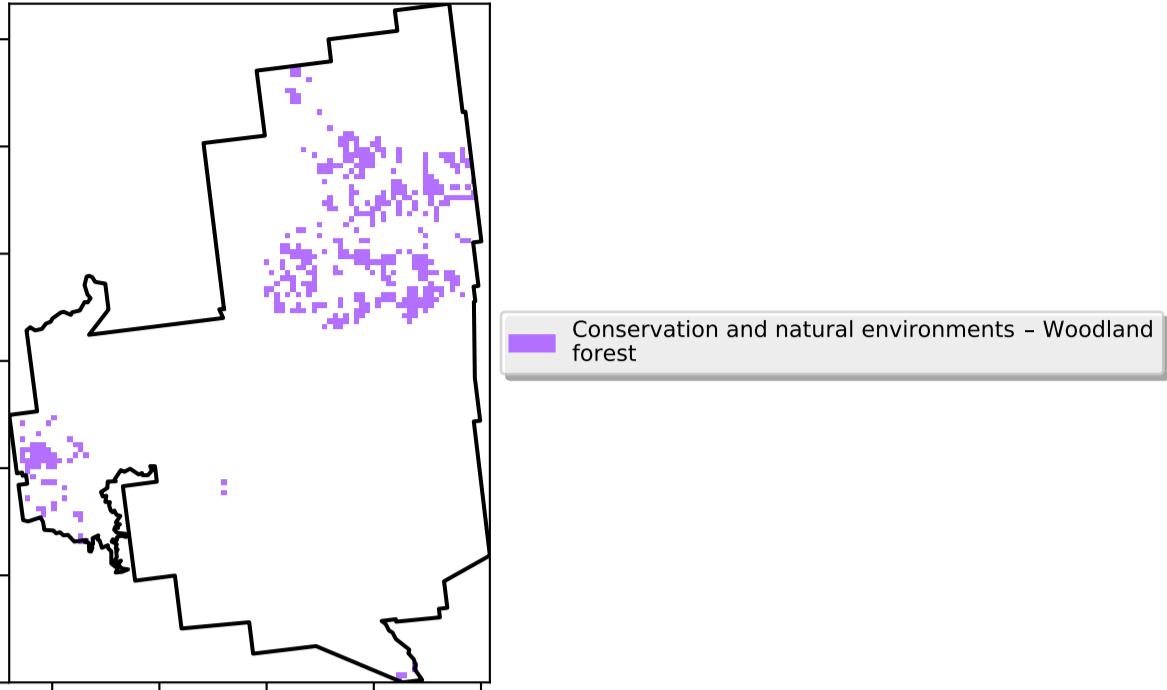 Conservation and natural environments – Woodland
forest